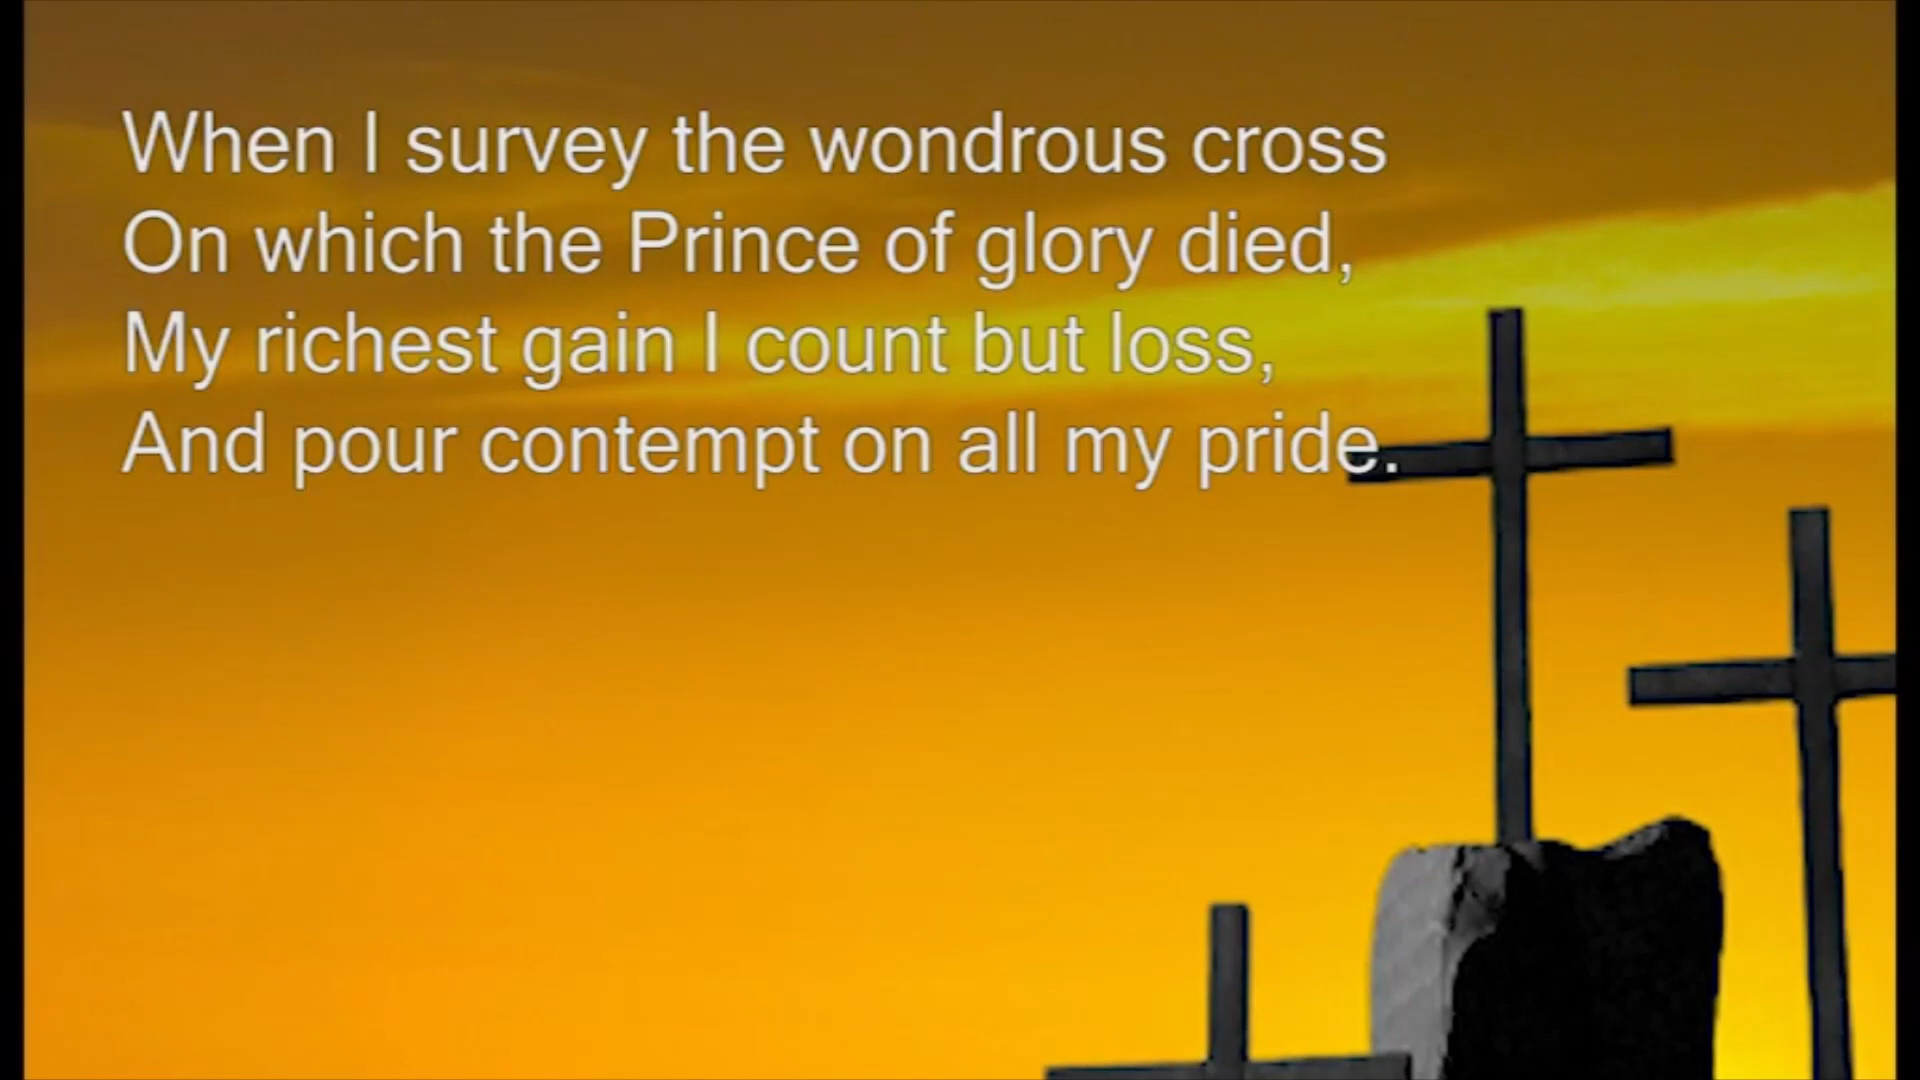 When I survey the wondrous cross
On which the Prince of glory died,
My richest gain I count but loss,
And pour contempt on all my pride.